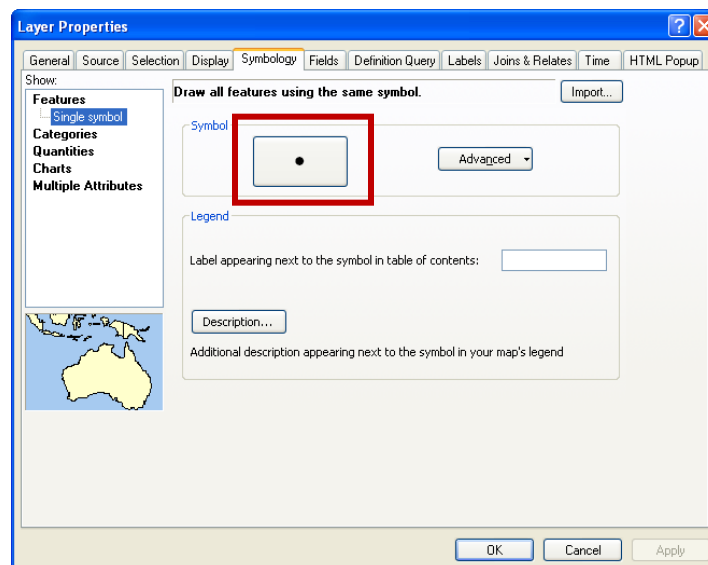 Layer Properties
General Source Selection Display Symbology Fields Definition Query Labels Joins & Relates Time HTML Popup
Show:
Features
Single symbol
Categories
Quantities
Charts
Multiple Attributes
Draw all features using the same symbol.
Import...
Symbol
Advanced
Legend
Label appearing next to the symbol in table of contents:
Description...
Additional description appearing next to the symbol in your map's legend
OK Cancel Apply